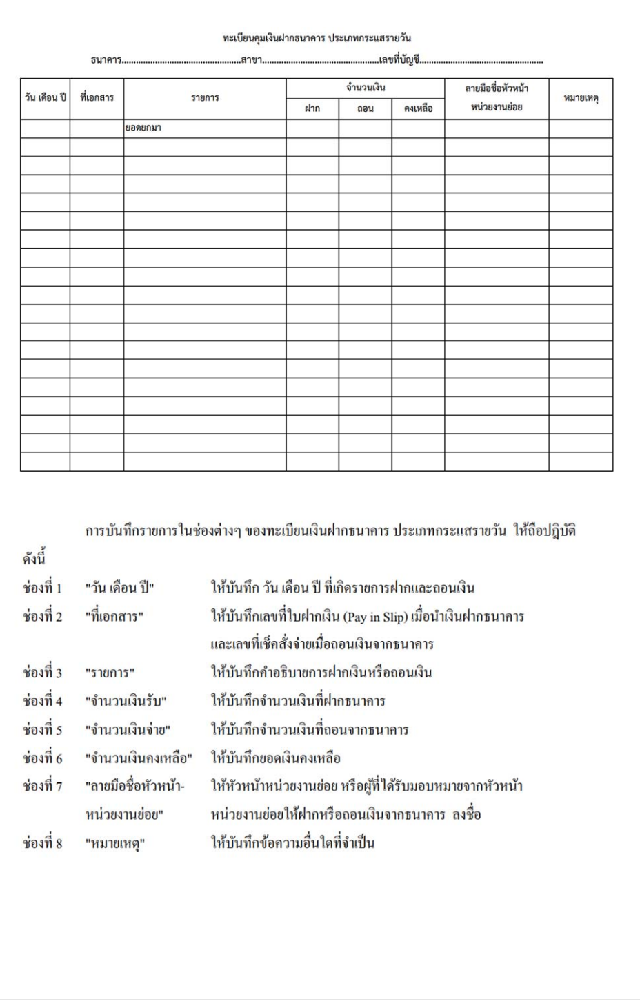 ทะเบียนคุมเงินฝากธนาคาร ประเภทกระแสรายวัน
ธนาคาร..................................................สาขา.................................................เลขที่บัญชี....................................................
วัน เดือน ปี ที่เอกสาร รายการ จำนวนเงิน ลายมือชื่อหัวหน้า หมายเหตุ
ฝาก ถอน คงเหลือ หน่วยงานย่อย
ยอดยกมา
การบันทึกรายการในช่องต่างๆ ของทะเบียนเงินฝากธนาคาร ประเภทกระแสรายวัน ให้ถือปฎิบัติ
ดังนี้
ช่องที่ 1 "วัน เดือน ปี" ให้บันทึก วัน เดือน ปี ที่เกิดรายการฝากและถอนเงิน
ช่องที่ 2 "ที่เอกสาร" ให้บันทึกเลขที่ใบฝากเงิน (Pay in Slip) เมื่อนำเงินฝากธนาคาร
และเลขที่เช็คสั่งจ่ายเมื่อถอนเงินจากธนาคาร
ช่องที่ 3 "รายการ" ให้บันทึกคำอธิบายการฝากเงินหรือถอนเงิน
ช่องที่ 4 "จำนวนเงินรับ" ให้บันทึกจำนวนเงินที่ฝากธนาคาร
ช่องที่ 5 "จำนวนเงินจ่าย" ให้บันทึกจำนวนเงินที่ถอนจากธนาคาร
ช่องที่ 6 "จำนวนเงินคงเหลือ" ให้บันทึกยอดเงินคงเหลือ
ช่องที่ 7 "ลายมือชื่อหัวหน้า- ให้หัวหน้าหน่วยงานย่อย หรือผู้ที่ได้รับมอบหมายจากหัวหน้า
หน่วยงานย่อย" หน่วยงานย่อยให้ฝากหรือถอนเงินจากธนาคาร ลงชื่อ
ช่องที่ 8 "หมายเหตุ" ให้บันทึกข้อความอื่นใดที่จำเป็น